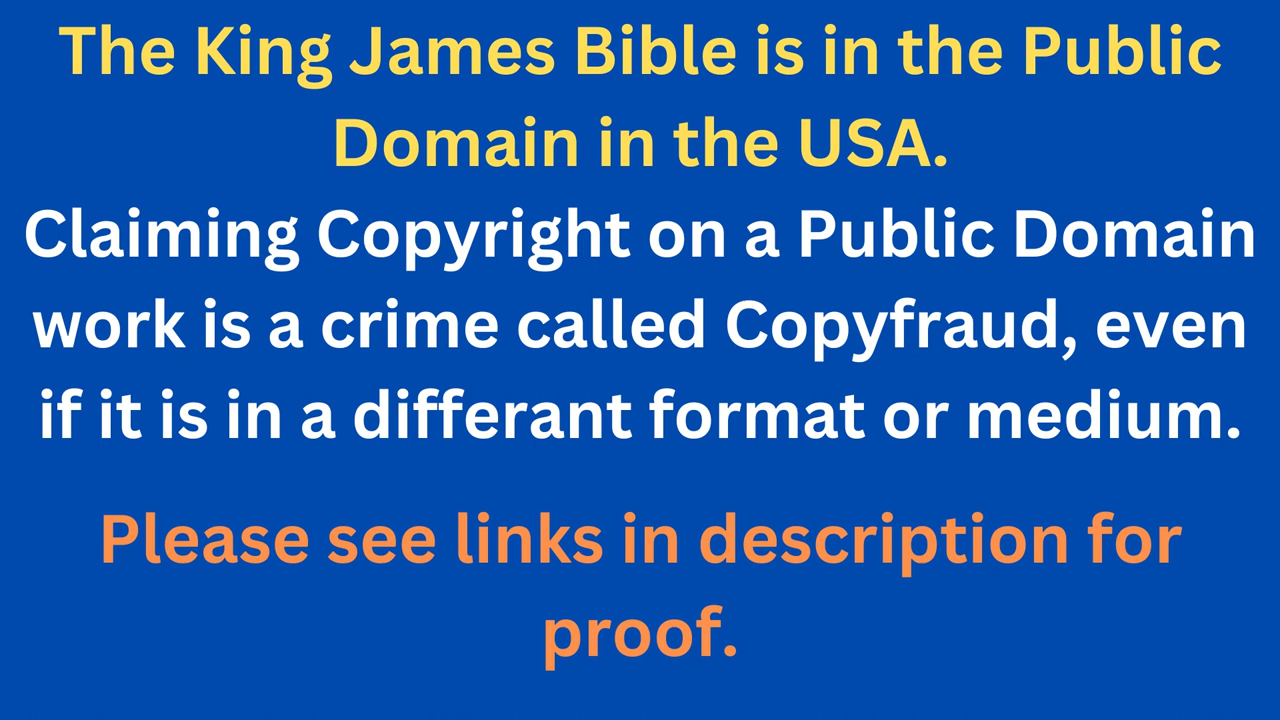 The King James Bible is in the Public
Domain in the USA.
Claiming Copyright on a Public Domain
work is a crime called Copyfraud, even
if it is in a differant format or medium.
Please see links in description for
proof.